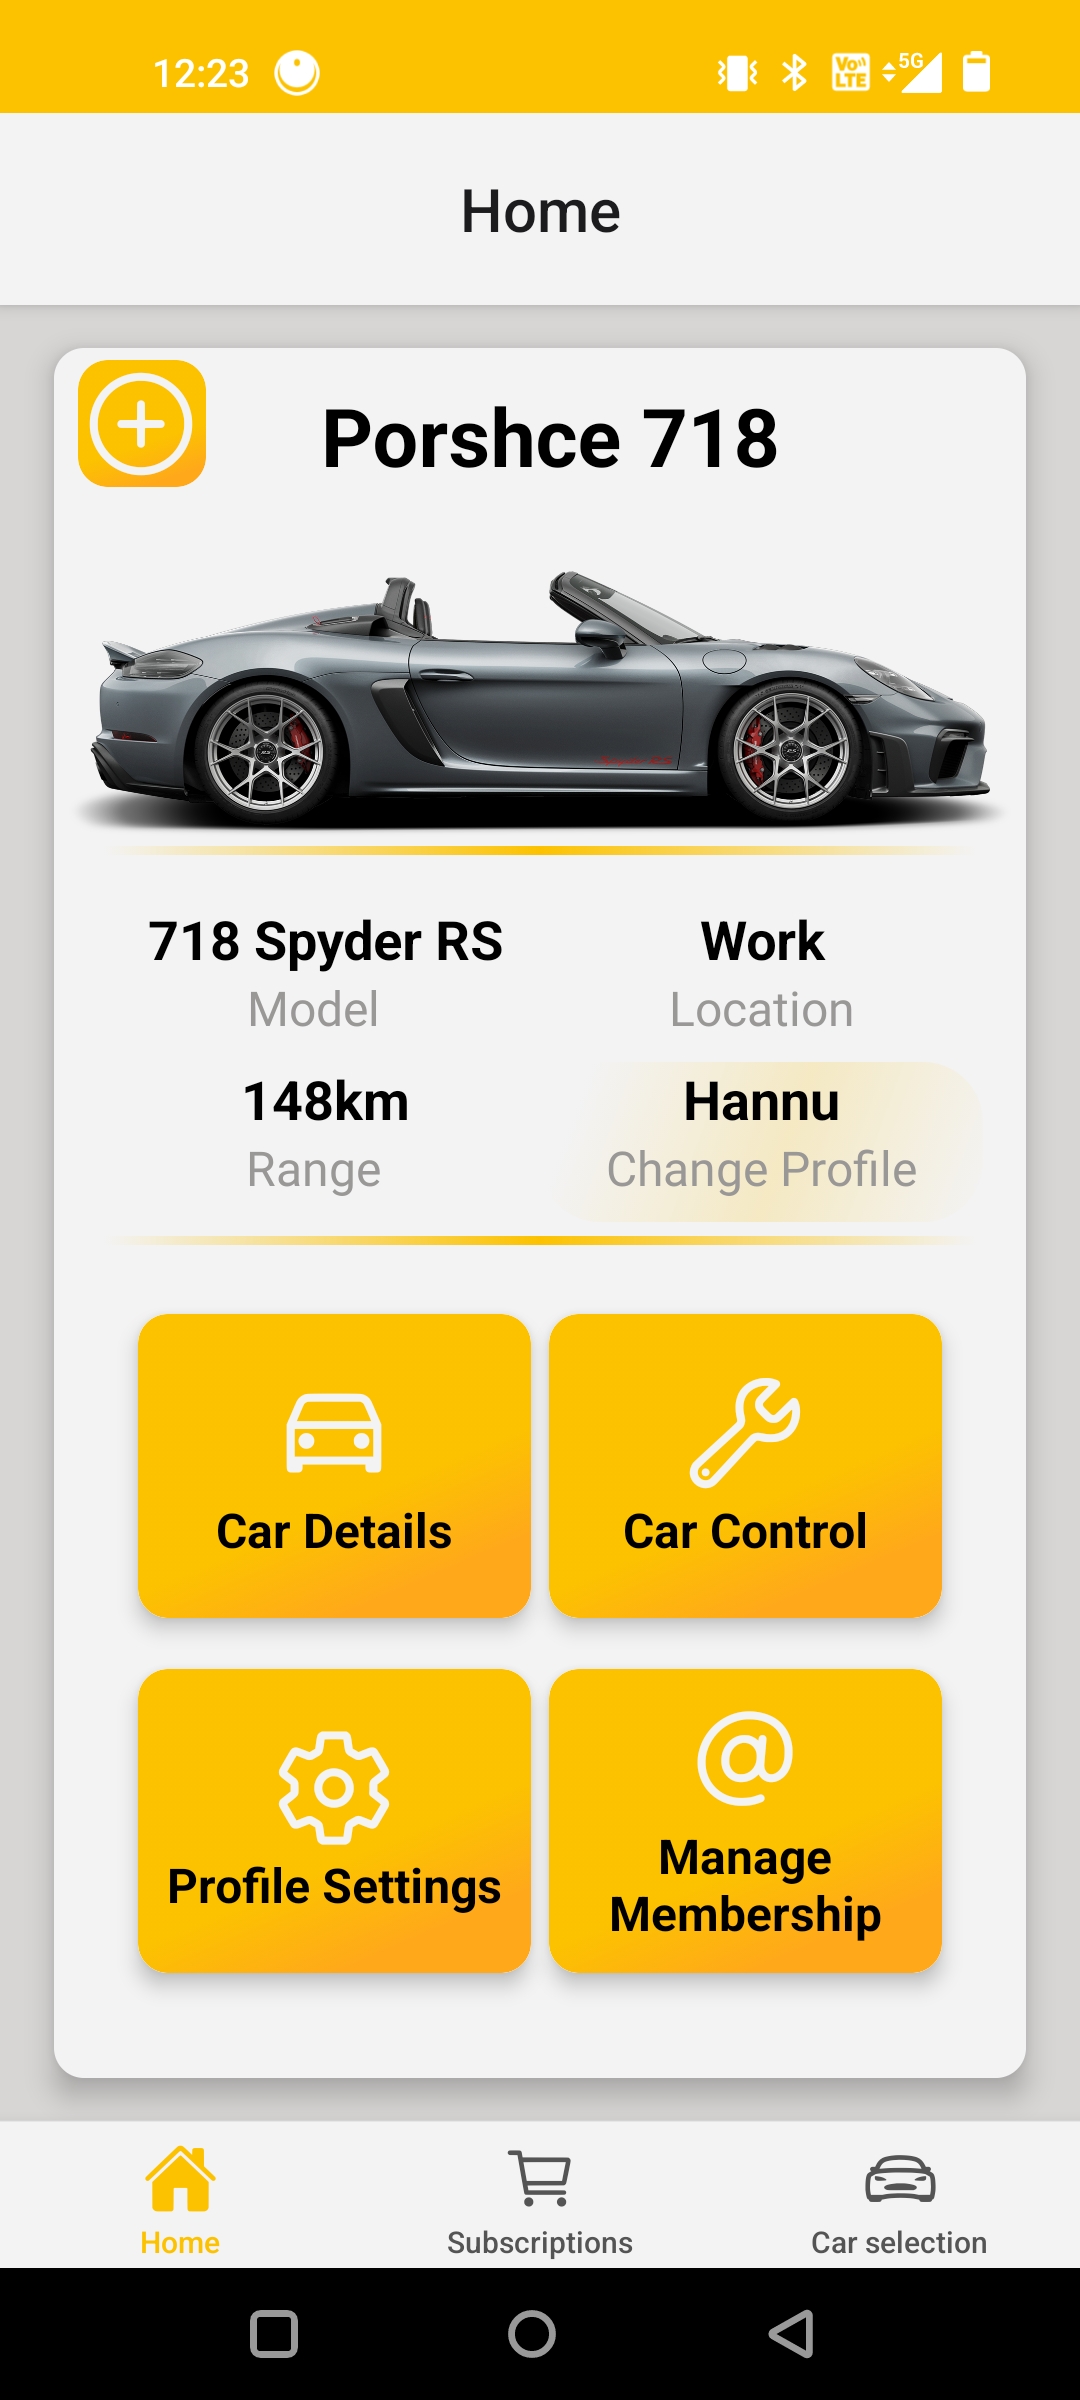 12:23
Vo))
LTE
5G
Home
Porshce 718
718 Spyder RS
Model
Work
Location
148km
Range
Hannu
Change Profile
Car Details
Car Control
Profile Settings
Manage
Membership
Home
Subscriptions
Car selection